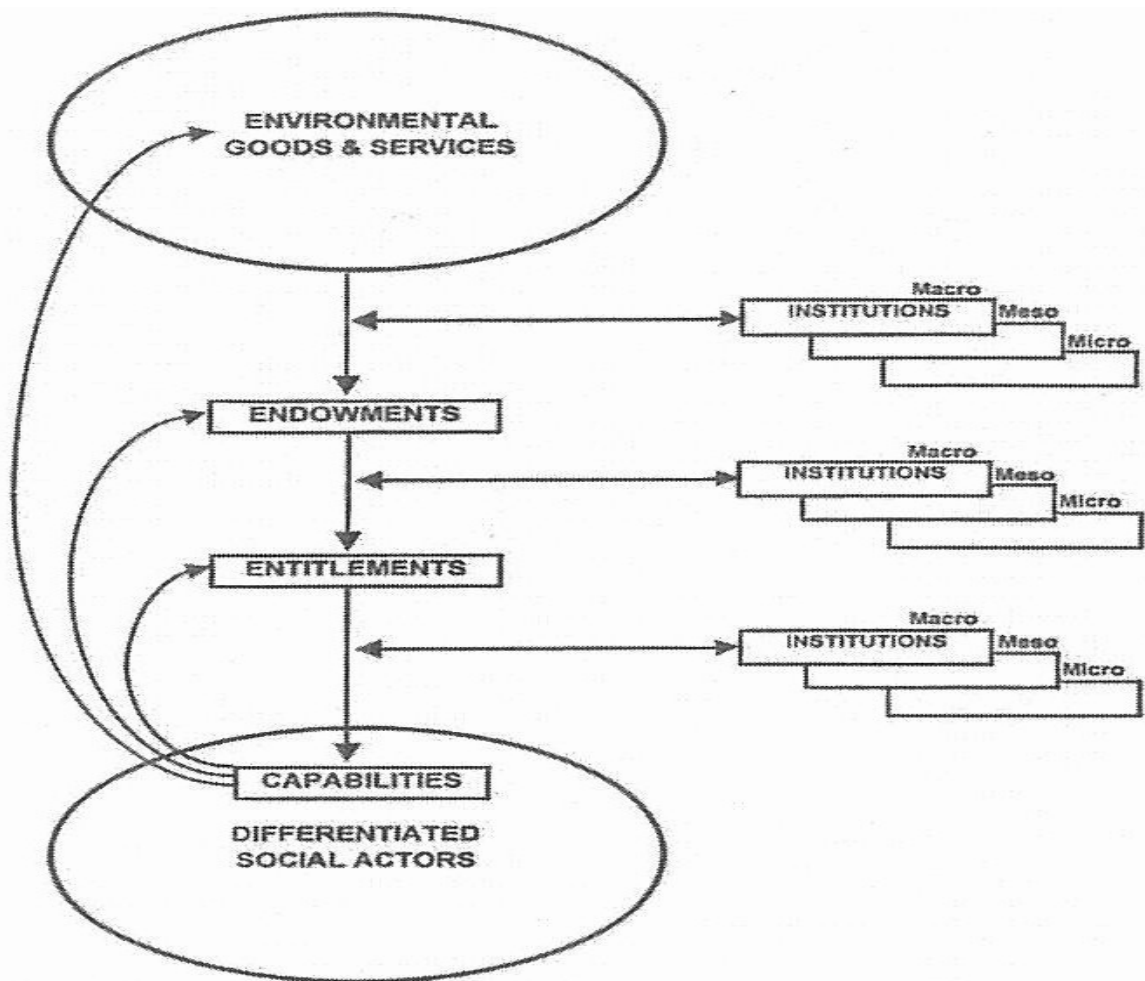 ENVIRONMENTAL
GOODS & SERVICES
Macro
INSTITUTIONS
Meso
Micro
ENDOWMENTS
Macro
INSTITUTIONS
Meso
Micro
ENTITLEMENTS
Macro
INSTITUTIONS
Meso
Micro
CAPABILITIES
DIFFERENTIATED
SOCIAL ACTORS